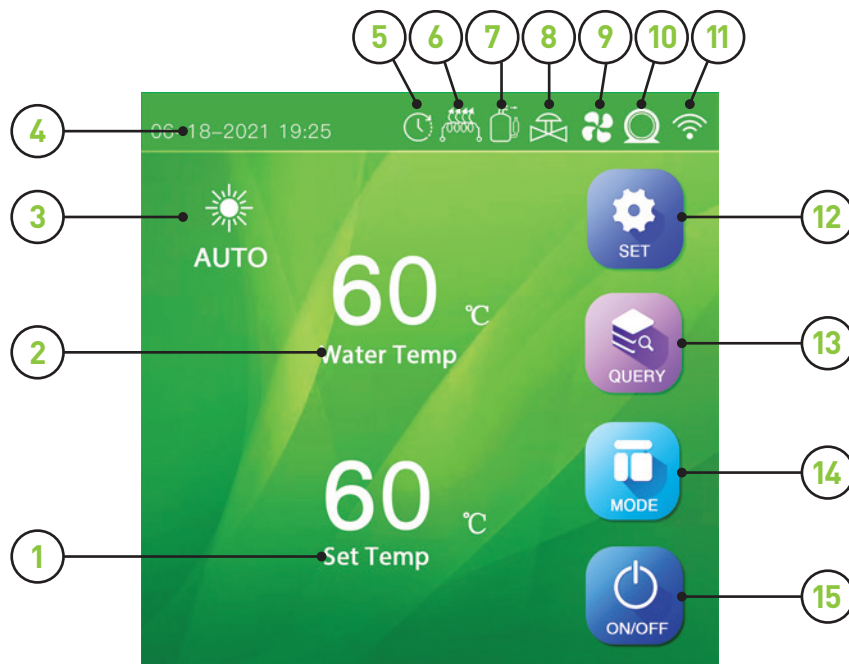 5 6 7 8 9 10 11
4
06-18-2021 19:25
3
AUTO
SET
12
60 ℃
2
Water Temp
QUERY
13
60 ℃
MODE
14
1
Set Temp
ON/OFF
15